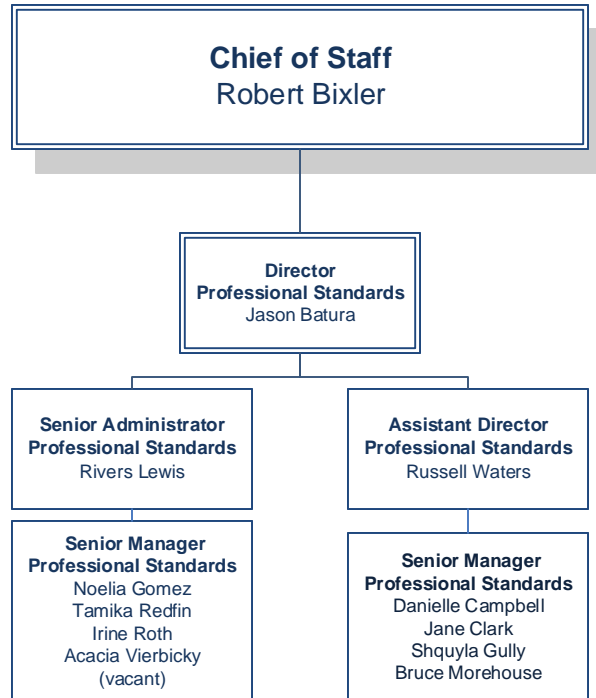 Chief of Staff
Robert Bixler
Director
Professional Standards
Jason Batura
Senior Administrator
Professional Standards
Rivers Lewis
Assistant Director
Professional Standards
Russell Waters
Senior Manager
Professional Standards
Noelia Gomez
Tamika Redfin
Irine Roth
Acacia Vierbicky
(vacant)
Senior Manager
Professional Standards
Danielle Campbell
Jane Clark
Shquyla Gully
Bruce Morehouse